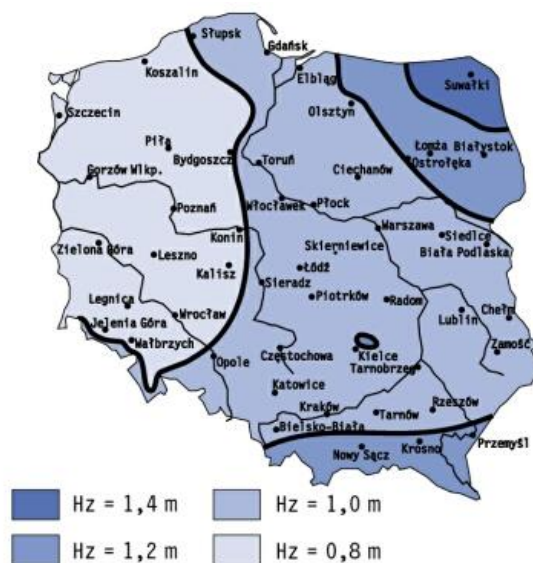 Słupsk
Gdańsk
Koszalin
Elbląg
Suwałki
Olsztyn
Szczecin
Piła
Łomża Białystok
Bydgoszcz
Toruń
Ostrołęka
Gorzów Wlkp.
Ciechanów
Włocławek Płock
Poznań
Konin
Warszawa
Siedlce
Zielona Góra
Skierniewice
Biała Podlaska
Leszno
Kalisz
Łódź
Sieradz
Legnica
Piotrków
Radom
Wrocław
Lublin
Chełm
Jelenia Góra
Wałbrzych
Opole
Częstochowa
Kielce
Zamość
Tarnobrzeg
Katowice
Kraków
Tarnów
Rzeszów
Bielsko-Biała
Przemyśl
Nowy Sącz
Krosno
Hz = 1,4 m
Hz = 1,0 m
Hz = 1,2 m
Hz = 0,8 m